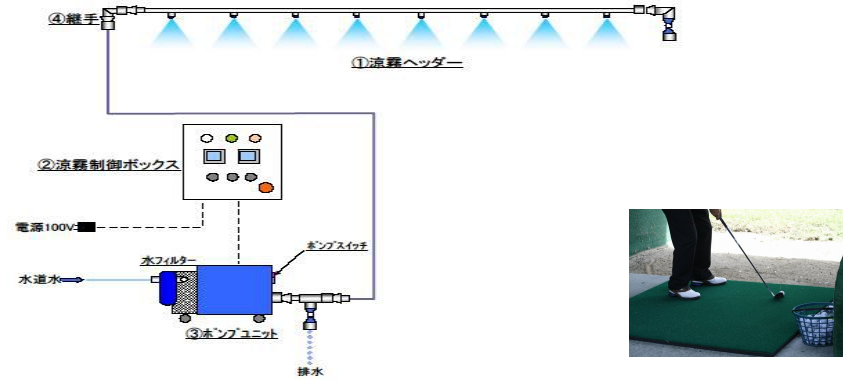 ④継手
①涼霧ヘッダー
②涼霧制御ボックス
電源100V
水フィルター
ポンプスイッチ
水道水
③ポンプユニット
排水